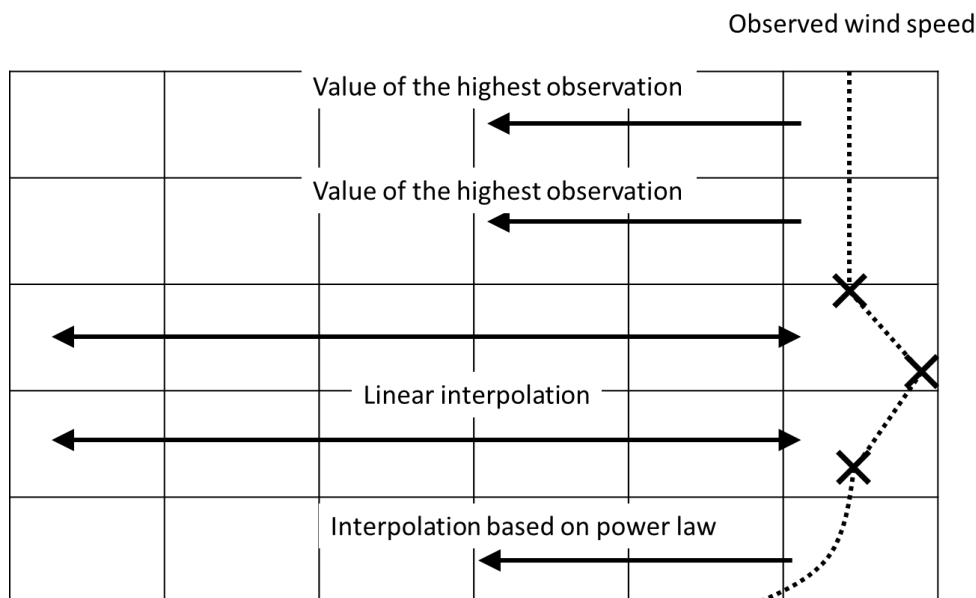 Observed wind speed
Value of the highest observation
Value of the highest observation
Linear interpolation
Interpolation based on power law